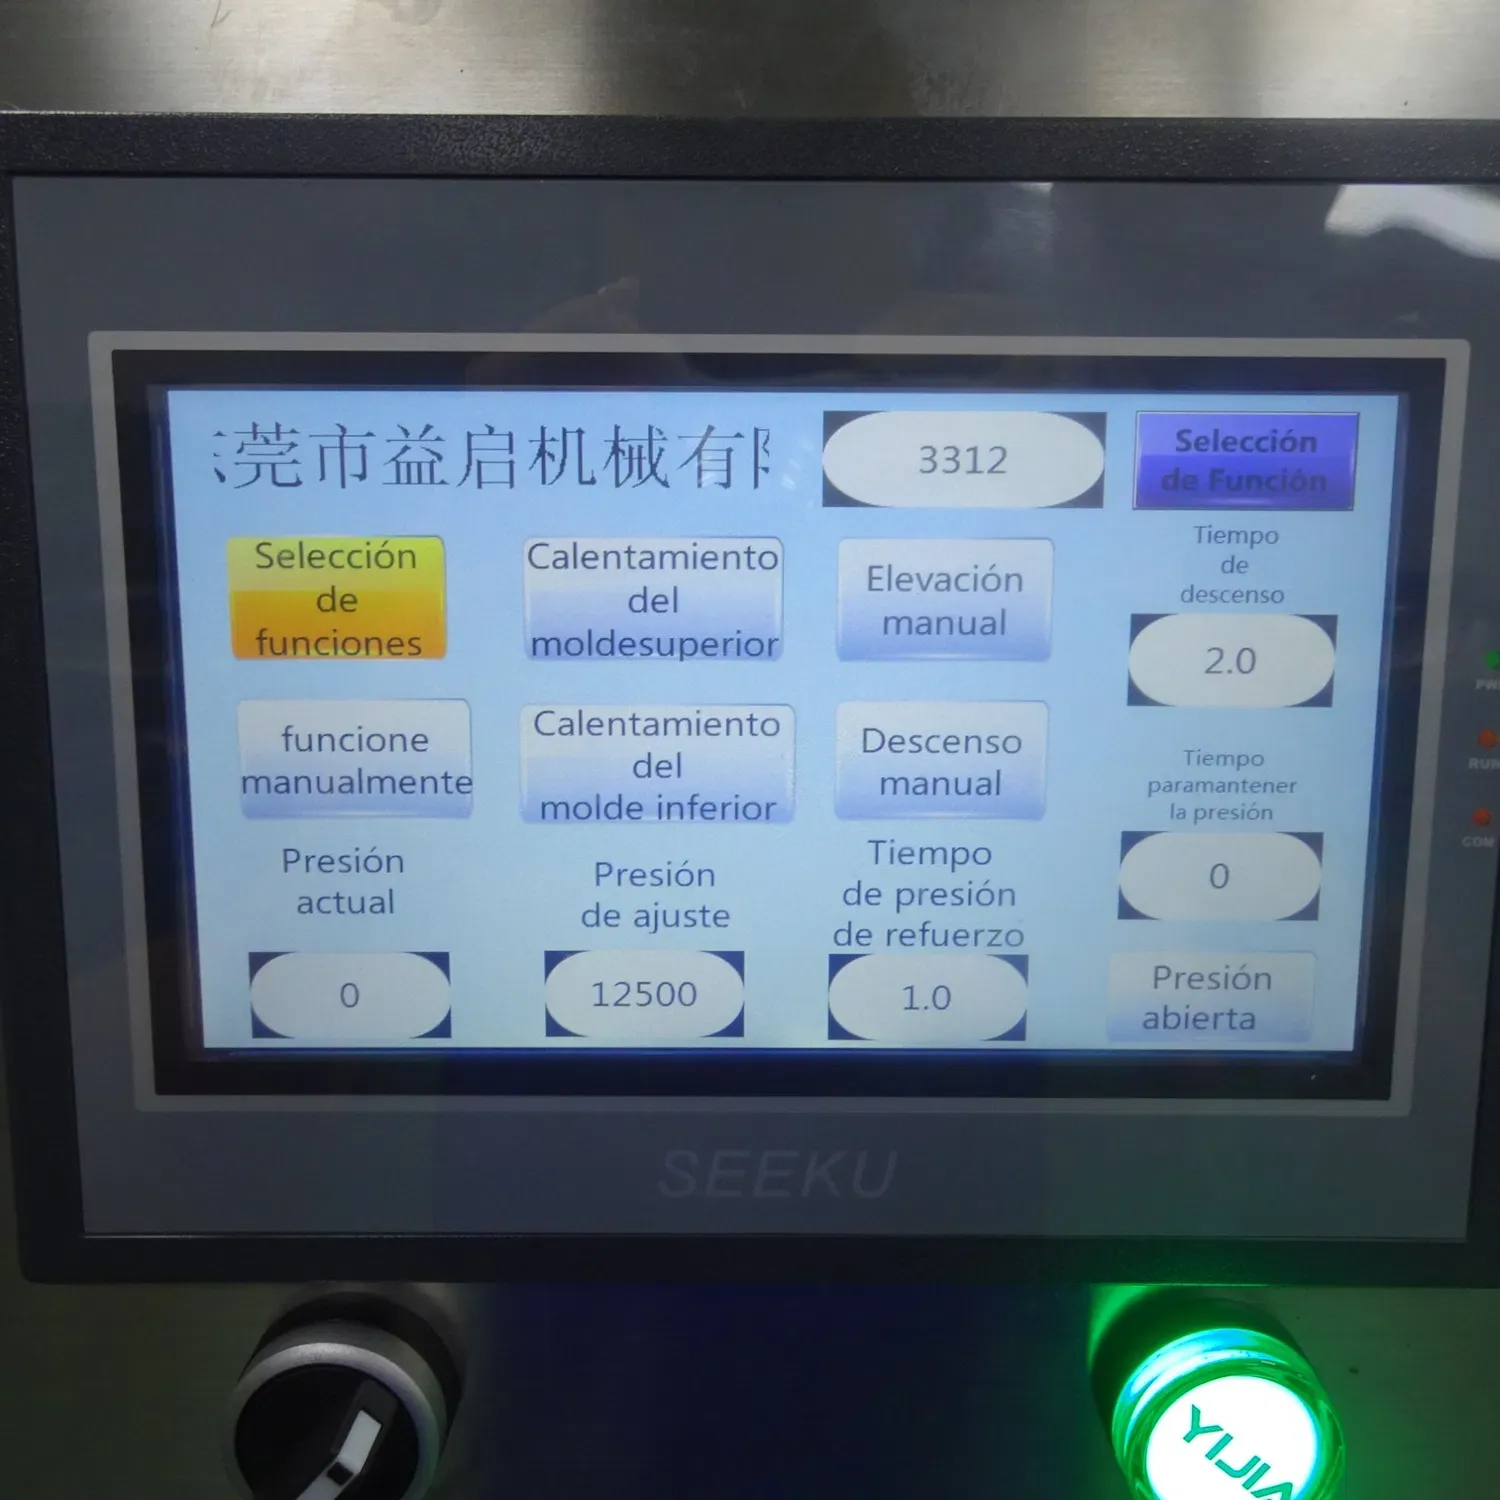 莞市益启机械有
3312
Selección
de Función
Selección
de
funciones
Calentamiento
del
moldesuperior
Elevación
manual
Tiempo
de
descenso
2.0
funcione
manualmente
Calentamiento
del
molde inferior
Descenso
manual
Tiempo
paramantener
la presión
0
Presión
actual
0
Presión
de ajuste
12500
Tiempo
de presión
de refuerzo
1.0
Presión
abierta
RUN
COM
SEEKU
YIJIA